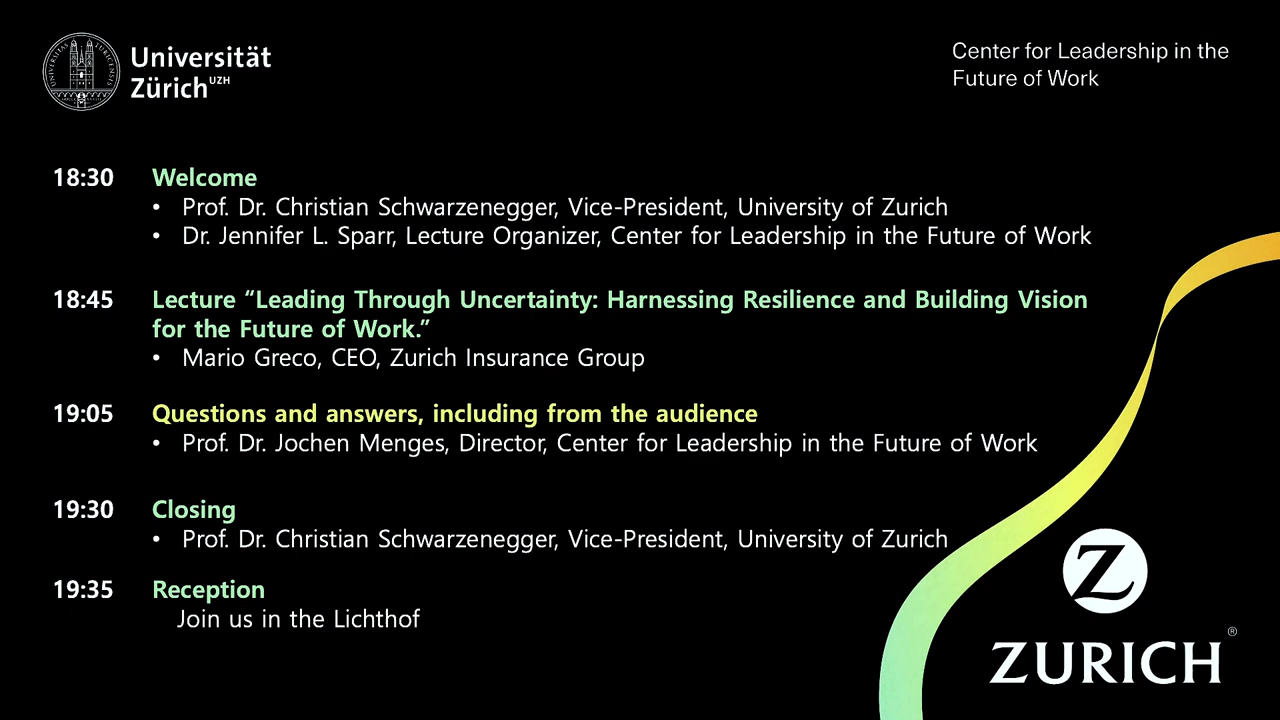 Universität
Zürich UZH
Center for Leadership in the
Future of Work
18:30 Welcome
• Prof. Dr. Christian Schwarzenegger, Vice-President, University of Zurich
• Dr. Jennifer L. Sparr, Lecture Organizer, Center for Leadership in the Future of Work
18:45 Lecture “Leading Through Uncertainty: Harnessing Resilience and Building Vision
for the Future of Work.”
• Mario Greco, CEO, Zurich Insurance Group
19:05 Questions and answers, including from the audience
• Prof. Dr. Jochen Menges, Director, Center for Leadership in the Future of Work
19:30 Closing
• Prof. Dr. Christian Schwarzenegger, Vice-President, University of Zurich
19:35 Reception
Join us in the Lichthof
Z
ZURICH®